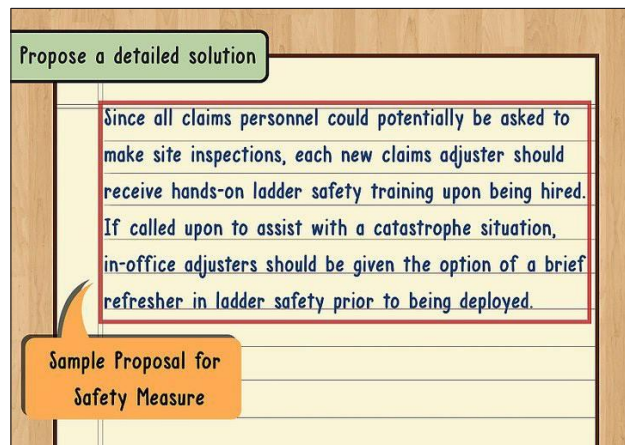 Propose a detailed solution
Since all claims personnel could potentially be asked to
make site inspections, each new claims adjuster should
receive hands-on ladder safety training upon being hired.
If called upon to assist with a catastrophe situation,
in-office adjusters should be given the option of a brief
refresher in ladder safety prior to being deployed.
Sample Proposal for
Safety Measure